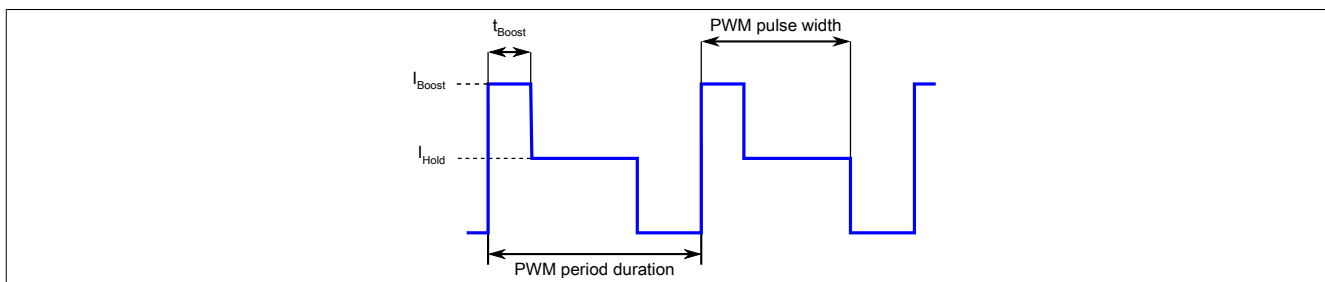 tBoost
PWM pulse width
IBoost
IHold
PWM period duration